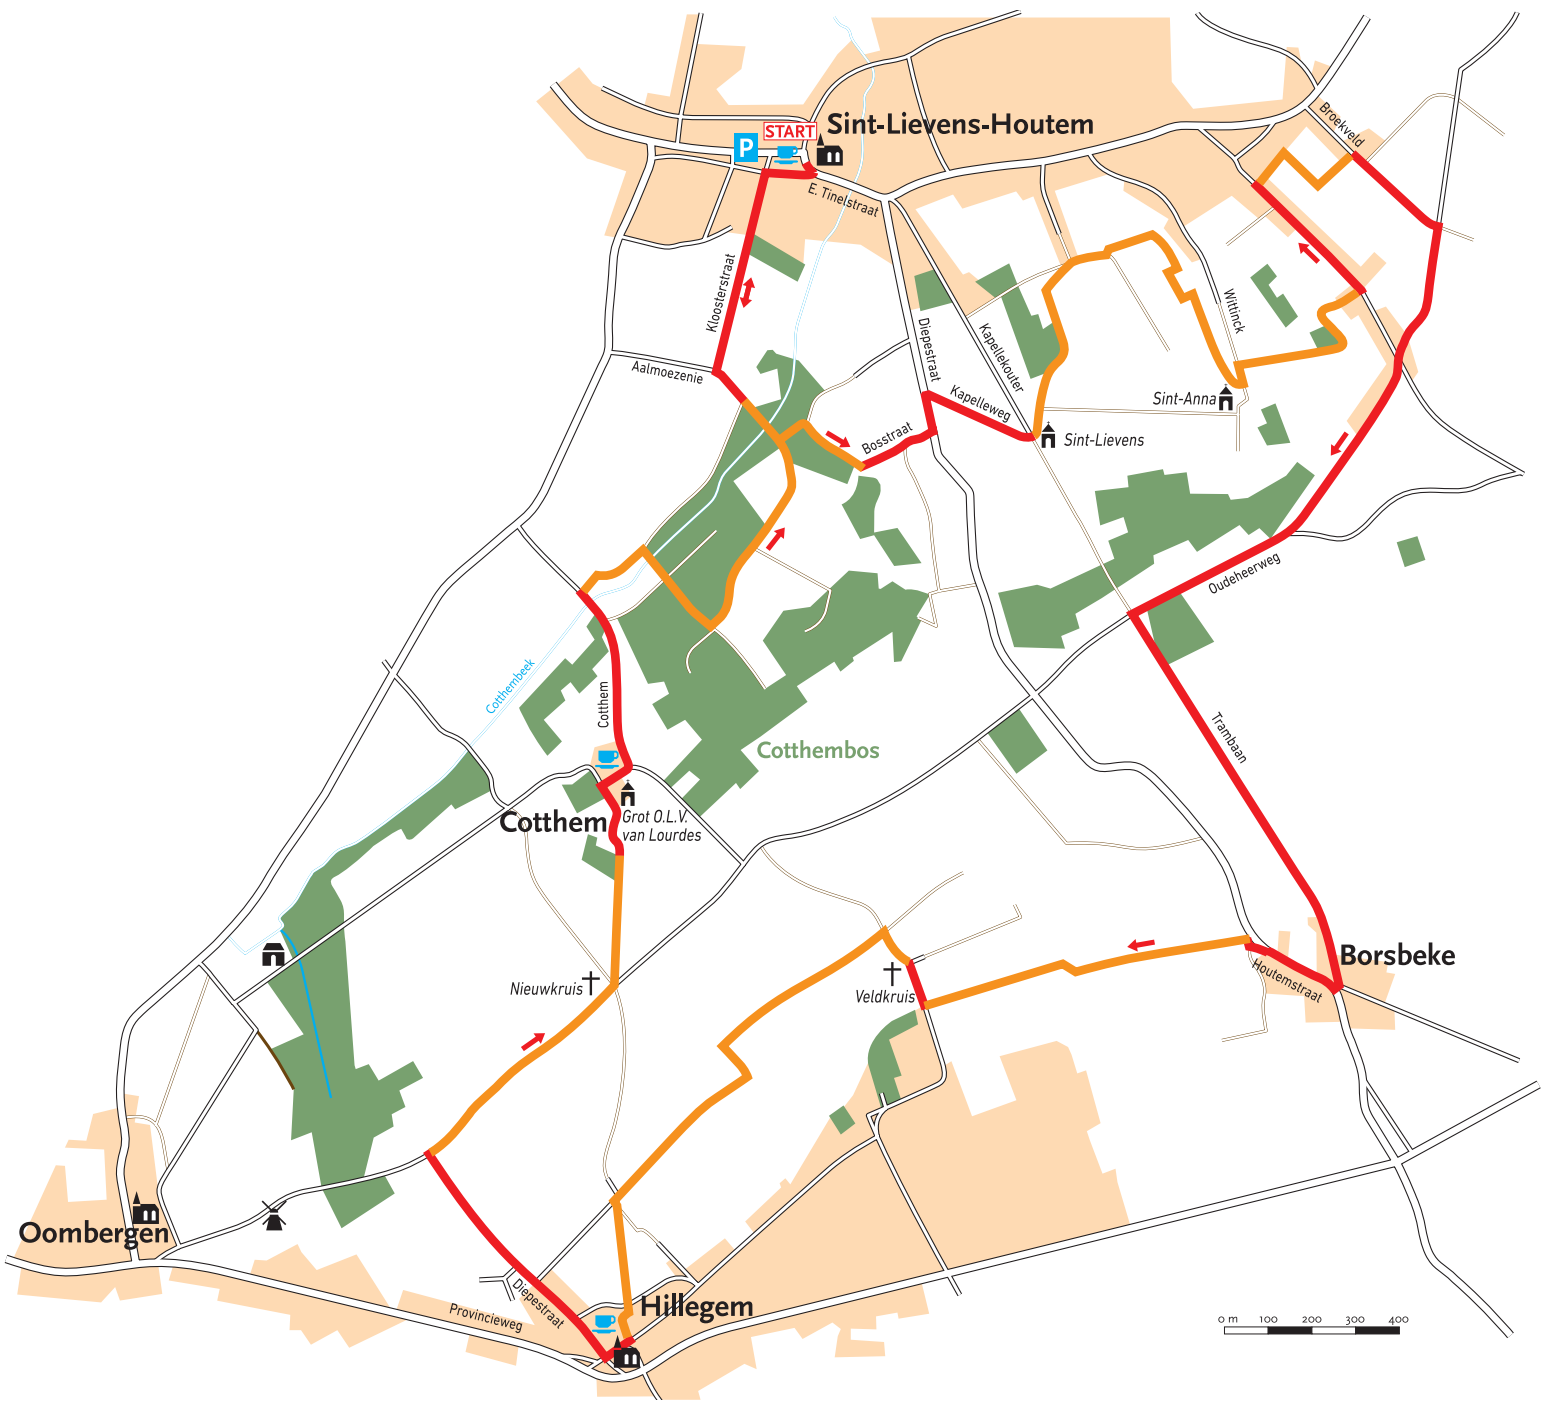 START
Sint-Lievens-Houtem
P
Broekveld
E. Tinelstraat
Kloosterstraat
Wittinck
Diepestraat
Kapellekouter
Aalmoezenie
Kapelleweg
Sint-Anna
Bosstraat
Sint-Lievens
Oudeheerweg
Cotthembeek
Cotthem
Trambaan
Cotthembos
Grot O.L.V.
van Lourdes
Cotthem
Borsbeke
Houtemstraat
Nieuwkruis
Veldkruis
Oombergen
Diepestraat
Hillegem
Provincieweg
0 m 100 200 300 400